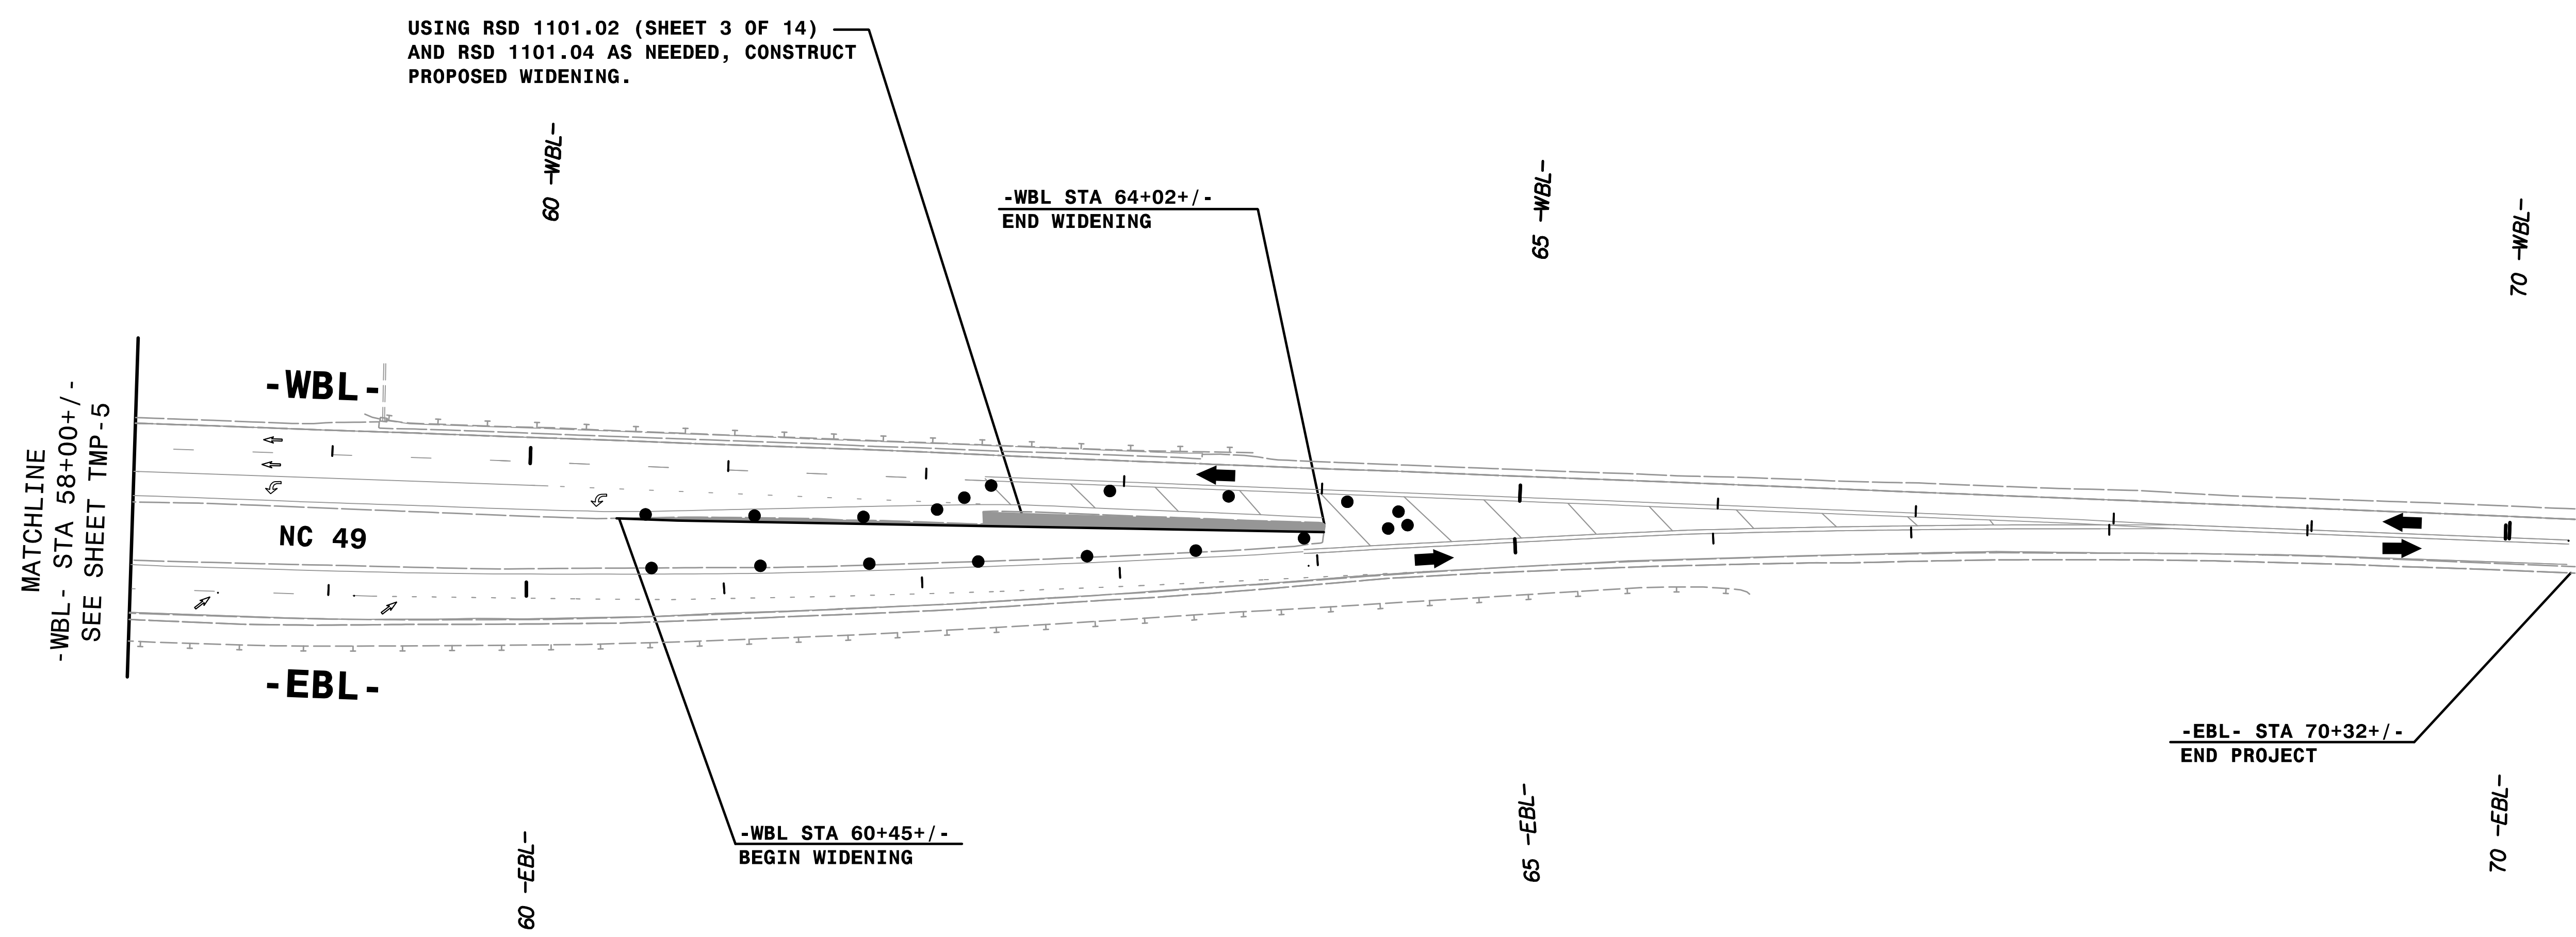 USING RSD 1101.02 (SHEET 3 OF 14)
AND RSD 1101.04 AS NEEDED, CONSTRUCT
PROPOSED WIDENING.
60 -WBL-
-WBL STA 64+02+/-
END WIDENING
65 -WBL-
70 -WBL-
MATCHLINE
-WBL- STA 58+00+/-
SEE SHEET TMP-5
-WBL-
NC 49
-EBL-
-EBL- STA 70+32+/-
END PROJECT
-WBL STA 60+45+/-
BEGIN WIDENING
60 -EBL-
65 -EBL-
70 -EBL-